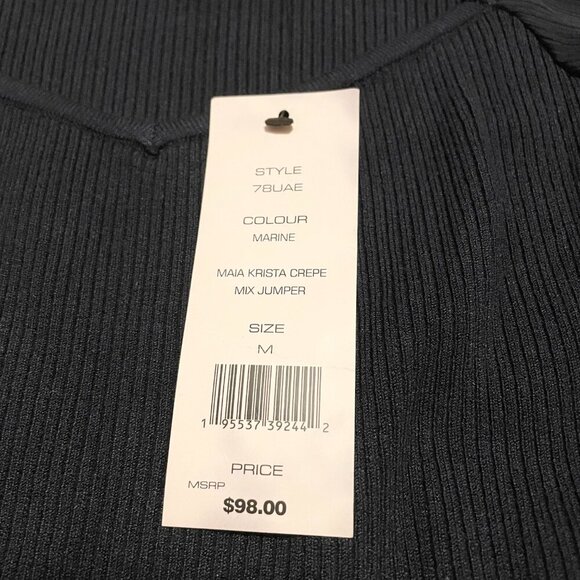 STYLE
78UAE
COLOUR
MARINE
MAIA KRISTA CREPE
MIX JUMPER
SIZE
M
1 95537 39244 2
PRICE
MSRP
$98.00